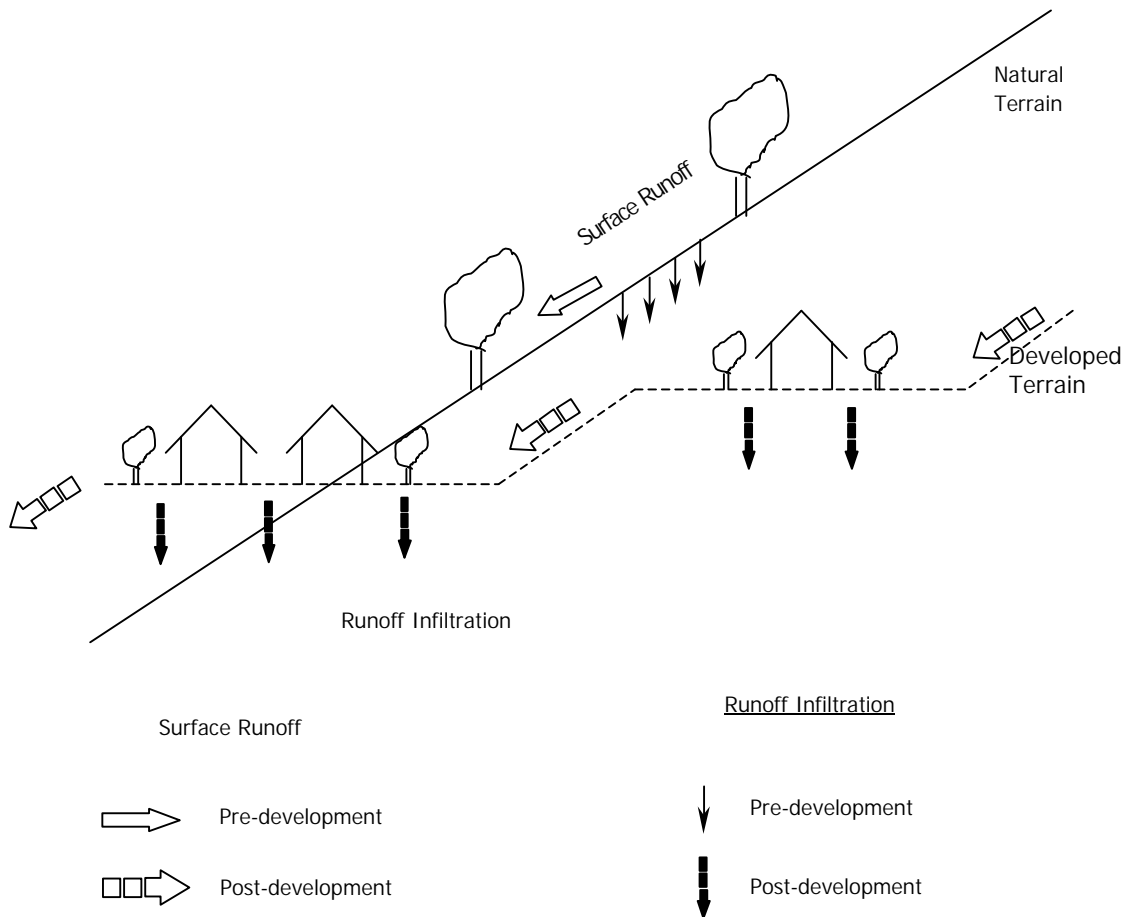 Natural
Terrain
Surface Runoff
Developed
Terrain
Runoff Infiltration
Surface Runoff
Runoff Infiltration
Pre-development
Pre-development
Post-development
Post-development